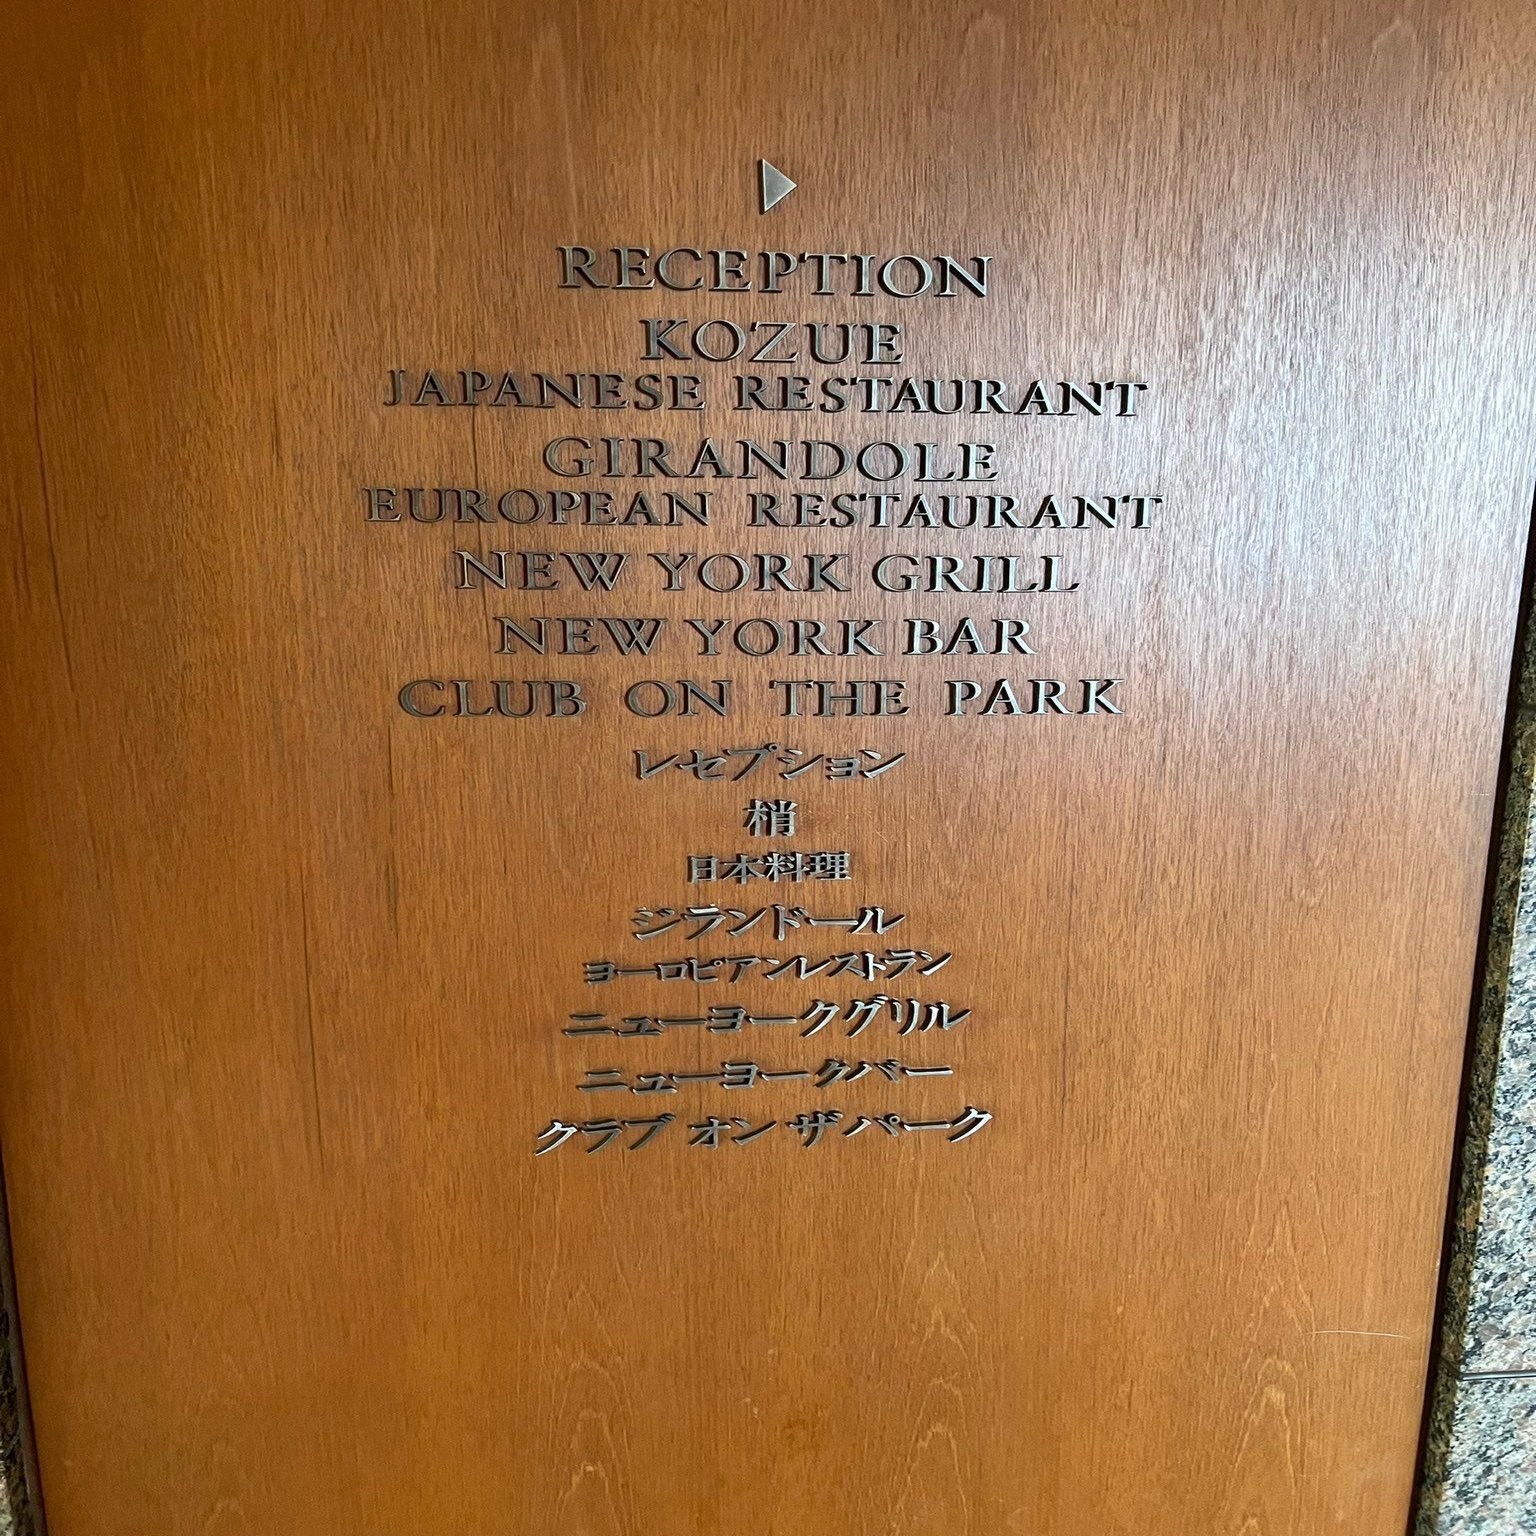 RECEPTION
KOZUE
JAPANESE RESTAURANT
GIRANDOLE
EUROPEAN RESTAURANT
NEW YORK GRILL
NEW YORK BAR
CLUB ON THE PARK
レセプション
梢
日本料理
ジランドール
ヨーロピアンレストラン
ニューヨークグリル
ニューヨークバー
クラブ オン ザ パーク